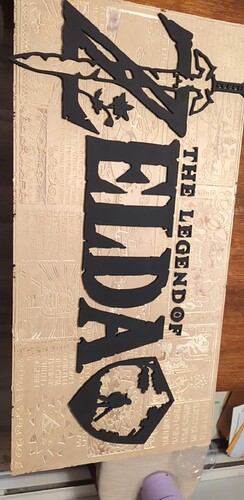 THE LEGEND OF
ZELDA